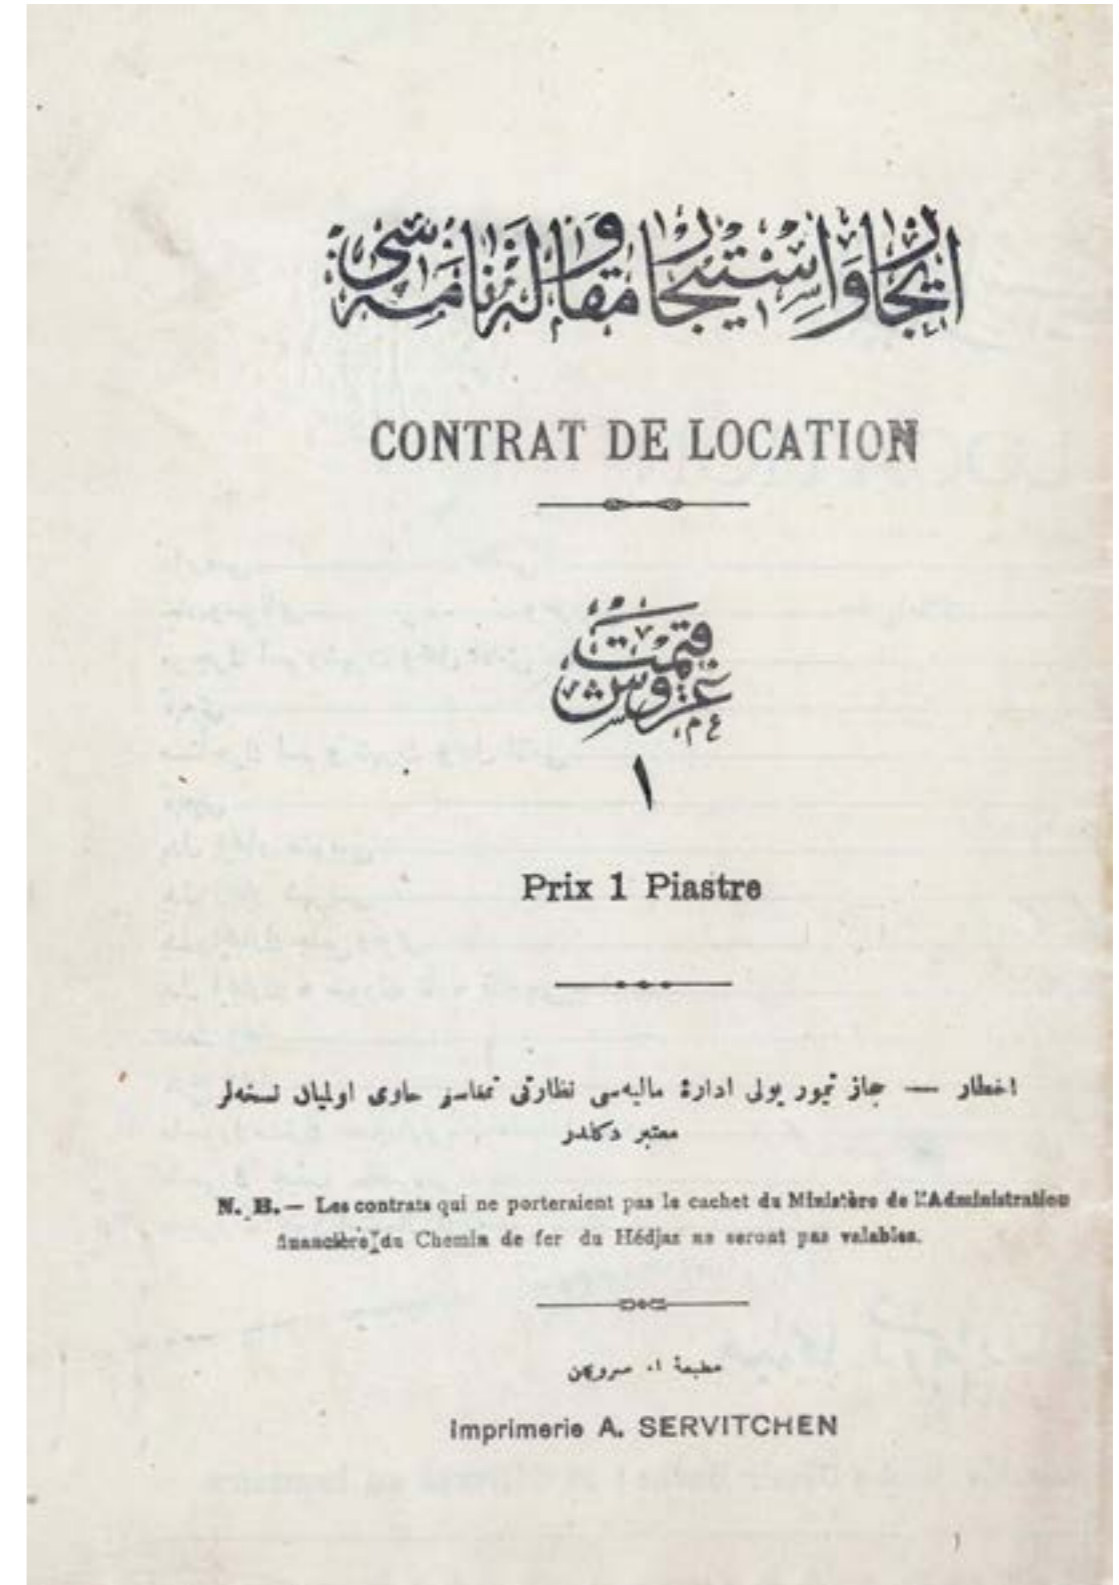 ایجار و استیجار مقاوله نامه سی
CONTRAT DE LOCATION
قیمت
غروش
١
Prix 1 Piastre
اخطار — حجاز تیمور یولی ادارهٔ مالیه‌سی نظارتی تمغاسنی حاوی اولمیان نسخه‌لر
معتبر دکلدر
N. B. — Les contrats qui ne porteraient pas le cachet du Ministère de l'Administration
financière du Chemin de fer du Hédjaz ne seront pas valables.
مطبعهٔ ا. سرویچن
Imprimerie A. SERVITCHEN